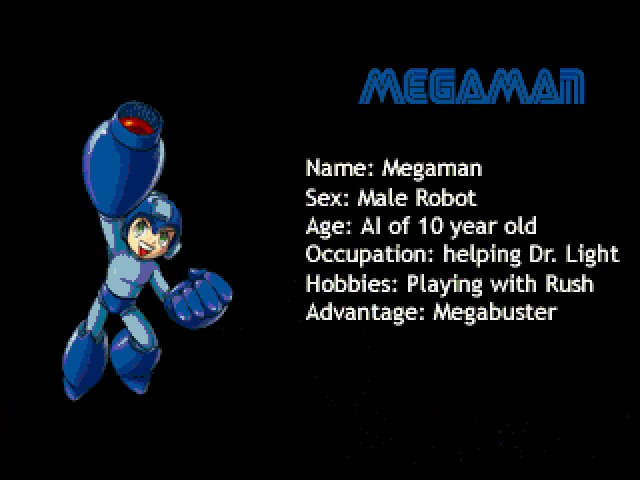 MEGAMAN
Name: Megaman
Sex: Male Robot
Age: AI of 10 year old
Occupation: helping Dr. Light
Hobbies: Playing with Rush
Advantage: Megabuster